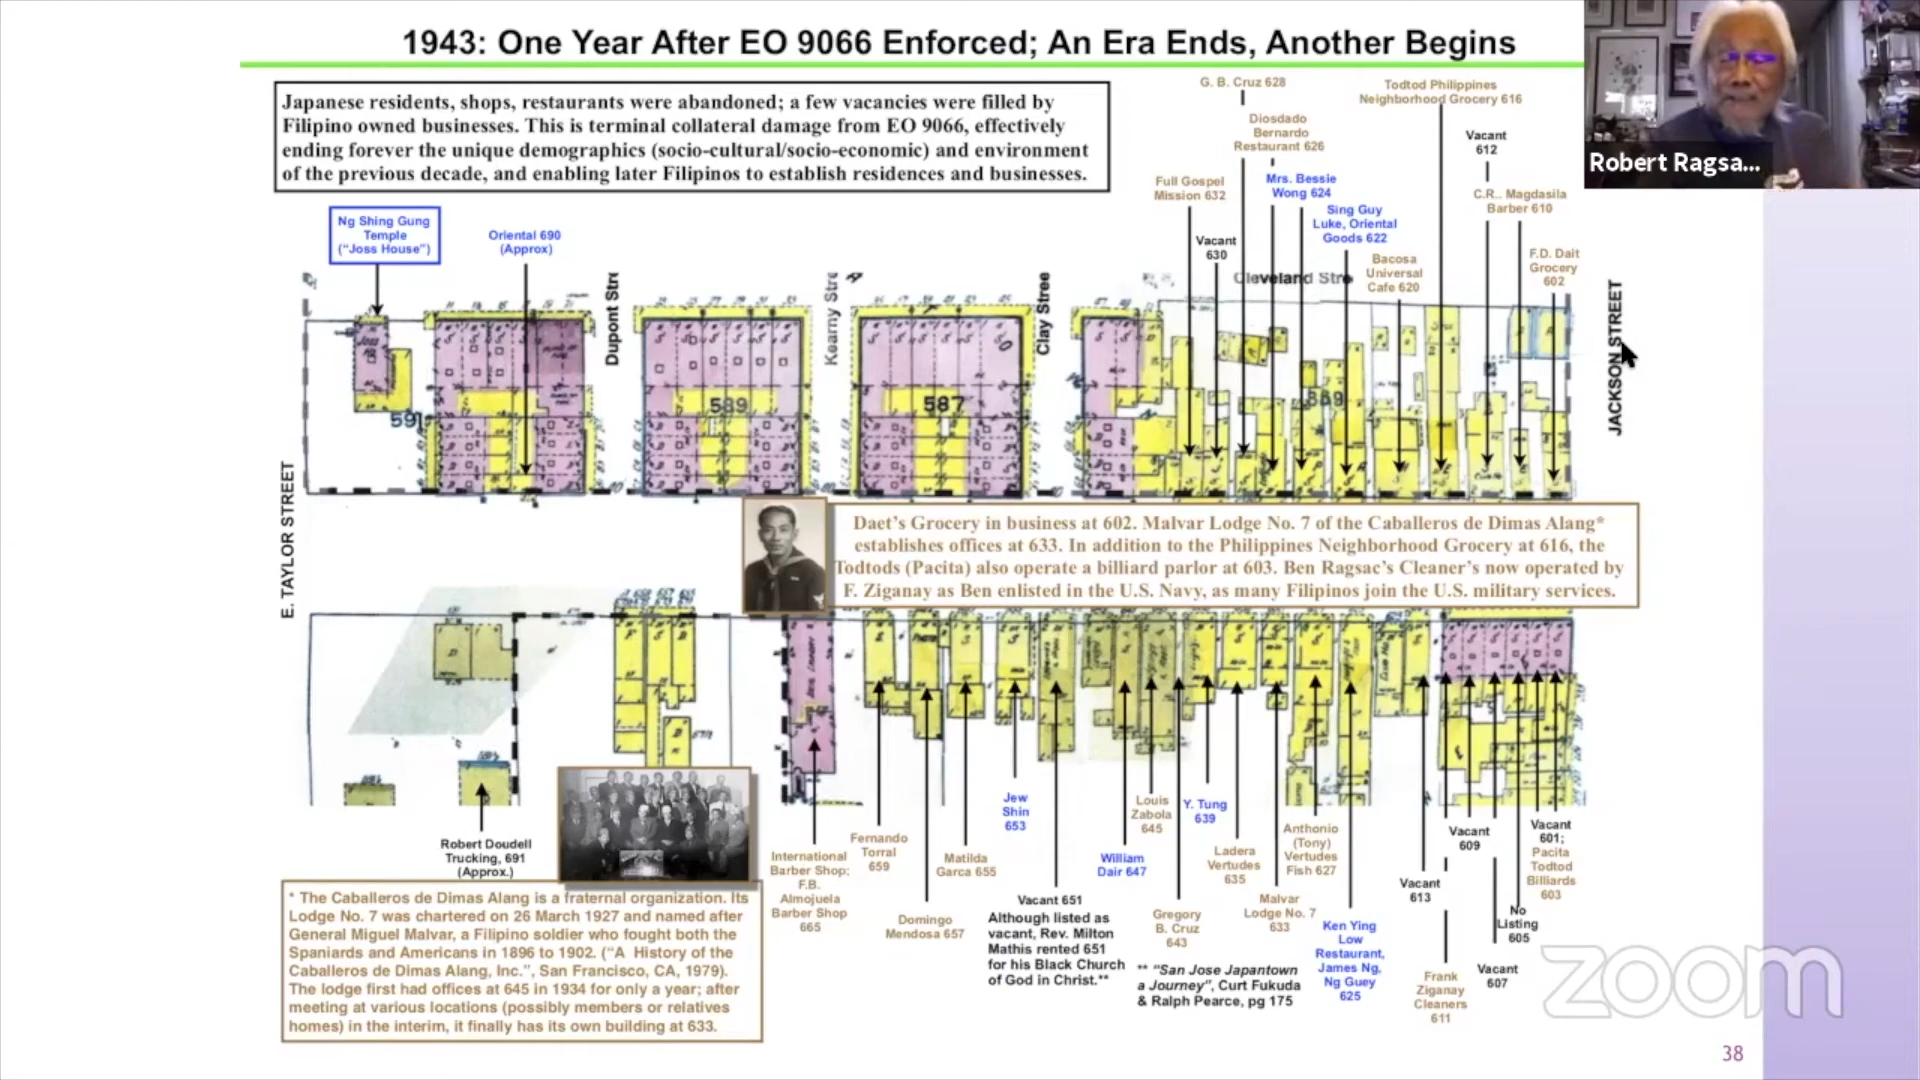 1943: One Year After EO 9066 Enforced; An Era Ends, Another Begins
Robert Ragsa...
Japanese residents, shops, restaurants were abandoned; a few vacancies were filled by
Filipino owned businesses. This is terminal collateral damage from EO 9066, effectively
ending forever the unique demographics (socio-cultural/socio-economic) and environment
of the previous decade, and enabling later Filipinos to establish residences and businesses.
G. B. Cruz 628
Diosdado
Bernardo
Restaurant 626
Todtod Philippines
Neighborhood Grocery 616
Vacant
612
Full Gospel
Mission 632
Mrs. Bessie
Wong 624
C.R.. Magdasila
Barber 610
Sing Guy
Luke, Oriental
Goods 622
Ng Shing Gung
Temple
("Joss House")
Oriental 690
(Approx)
Vacant
630
Bacosa
Universal
Cafe 620
F.D. Dait
Grocery
602
Cleveland Stre
Dupont Stre
Kearny Stre
Clay Stree
JACKSON STREET
591
589
587
E. TAYLOR STREET
Daet's Grocery in business at 602. Malvar Lodge No. 7 of the Caballeros de Dimas Alang*
establishes offices at 633. In addition to the Philippines Neighborhood Grocery at 616, the
Todtods (Pacita) also operate a billiard parlor at 603. Ben Ragsac's Cleaner's now operated by
F. Ziganay as Ben enlisted in the U.S. Navy, as many Filipinos join the U.S. military services.
Robert Doudell
Trucking, 691
(Approx.)
International
Barber Shop;
F.B.
Almojuela
Barber Shop
665
Fernando
Torral
659
Domingo
Mendosa 657
Matilda
Garca 655
Jew
Shin
653
Vacant 651
Although listed as
vacant, Rev. Milton
Mathis rented 651
for his Black Church
of God in Christ.**
William
Dair 647
Louis
Zabola
645
Gregory
B. Cruz
643
Y. Tung
639
Ladera
Vertudes
635
Malvar
Lodge No. 7
633
Anthonio
(Tony)
Vertudes
Fish 627
Ken Ying
Low
Restaurant,
James Ng,
Ng Guey
625
Vacant
613
Frank
Ziganay
Cleaners
611
Vacant
609
Vacant
607
No
Listing
605
Vacant
601;
Pacita
Todtod
Billiards
603
** "San Jose Japantown
a Journey", Curt Fukuda
& Ralph Pearce, pg 175
* The Caballeros de Dimas Alang is a fraternal organization. Its
Lodge No. 7 was chartered on 26 March 1927 and named after
General Miguel Malvar, a Filipino soldier who fought both the
Spaniards and Americans in 1896 to 1902. ("A History of the
Caballeros de Dimas Alang, Inc.", San Francisco, CA, 1979).
The lodge first had offices at 645 in 1934 for only a year; after
meeting at various locations (possibly members or relatives
homes) in the interim, it finally has its own building at 633.
zoom
38